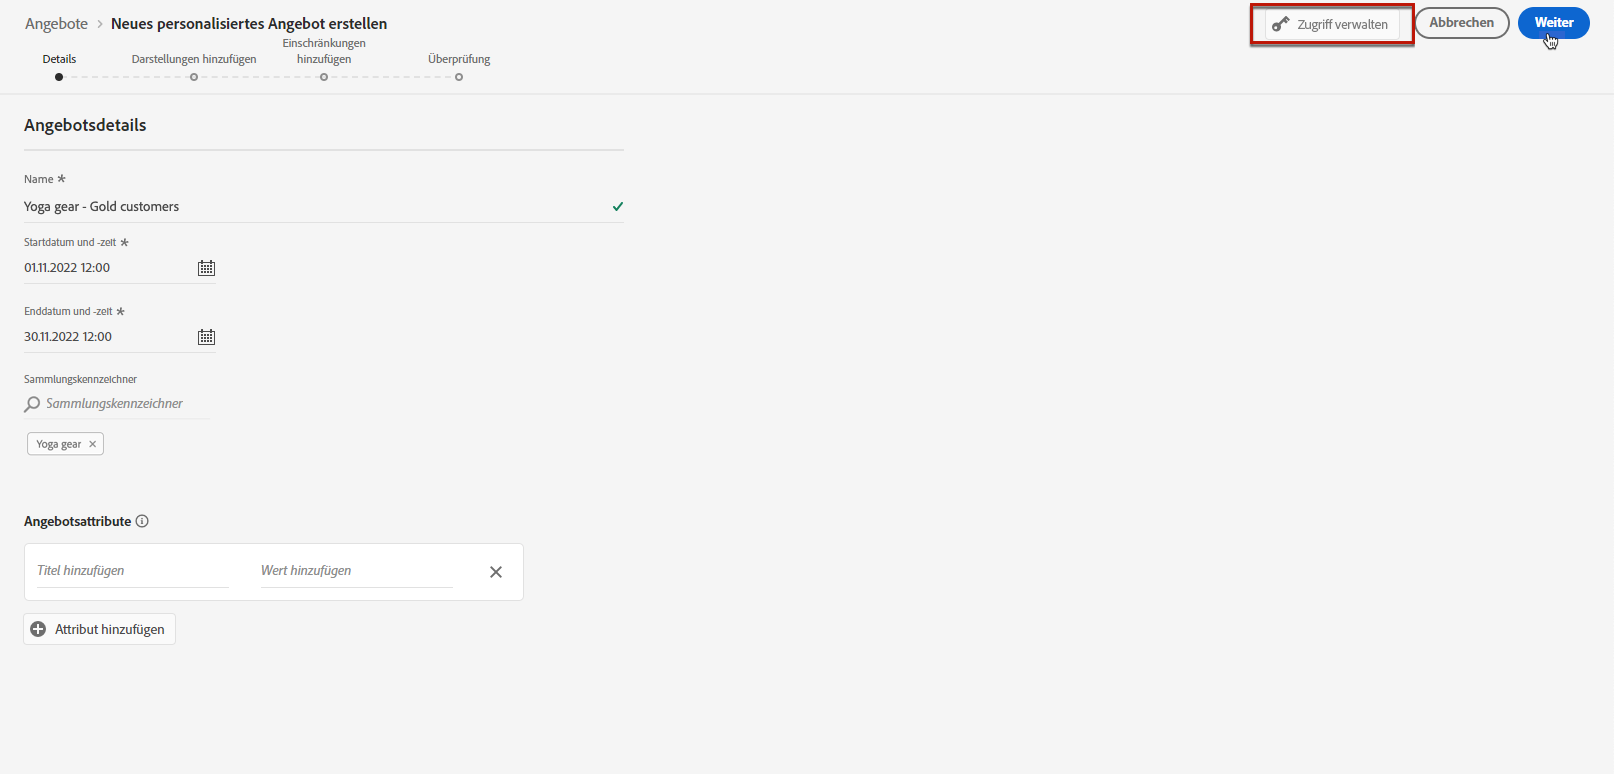 Angebote > Neues personalisiertes Angebot erstellen
Zugriff verwalten
Abbrechen
Weiter
Details
Darstellungen hinzufügen
Einschränkungen
hinzufügen
Überprüfung
Angebotsdetails
Name *
Yoga gear - Gold customers
Startdatum und -zeit *
01.11.2022 12:00
Enddatum und -zeit *
30.11.2022 12:00
Sammlungskennzeichner
Sammlungskennzeichner
Yoga gear ×
Angebotsattribute
Titel hinzufügen
Wert hinzufügen
Attribut hinzufügen